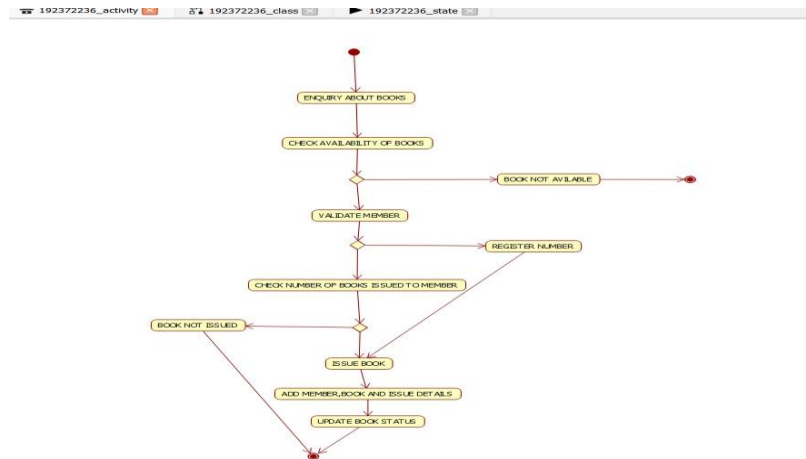 192372236_activity
192372236_class
192372236_state
ENQUIRY ABOUT BOOKS
CHECK AVAILABILITY OF BOOKS
BOOK NOT AVILABLE
VALIDATE MEMBER
REGISTER NUMBER
CHECK NUMBER OF BOOKS ISSUED TO MEMBER
BOOK NOT ISSUED
ISSUE BOOK
ADD MEMBER,BOOK AND ISSUE DETAILS
UPDATE BOOK STATUS